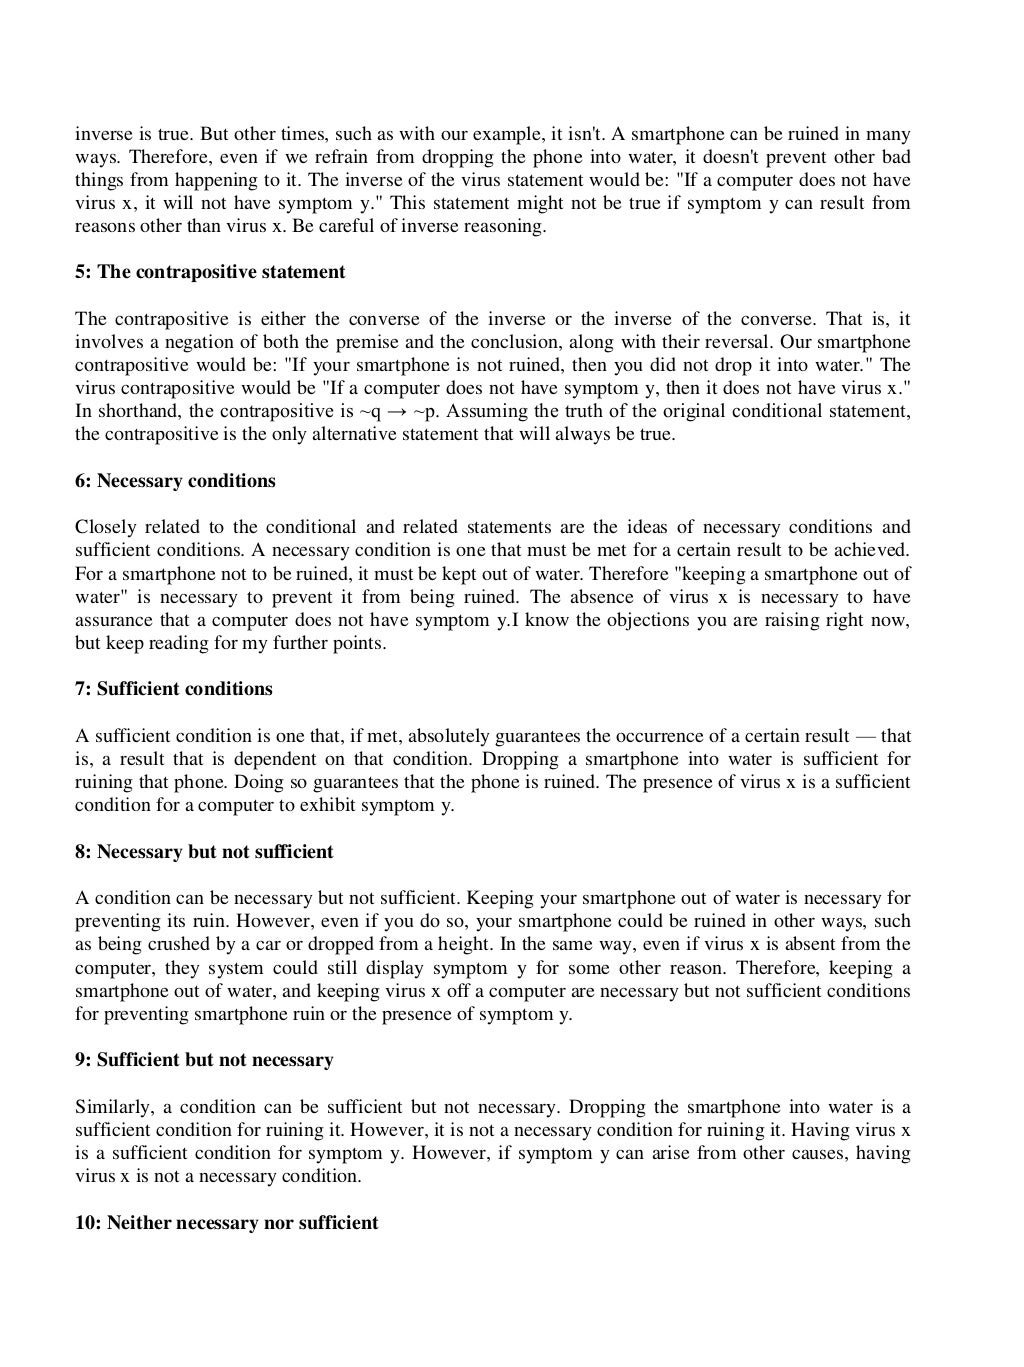 inverse is true. But other times, such as with our example, it isn't. A smartphone can be ruined in many
ways. Therefore, even if we refrain from dropping the phone into water, it doesn't prevent other bad
things from happening to it. The inverse of the virus statement would be: "If a computer does not have
virus x, it will not have symptom y." This statement might not be true if symptom y can result from
reasons other than virus x. Be careful of inverse reasoning.
5: The contrapositive statement
The contrapositive is either the converse of the inverse or the inverse of the converse. That is, it
involves a negation of both the premise and the conclusion, along with their reversal. Our smartphone
contrapositive would be: "If your smartphone is not ruined, then you did not drop it into water." The
virus contrapositive would be "If a computer does not have symptom y, then it does not have virus x."
In shorthand, the contrapositive is ~q → ~p. Assuming the truth of the original conditional statement,
the contrapositive is the only alternative statement that will always be true.
6: Necessary conditions
Closely related to the conditional and related statements are the ideas of necessary conditions and
sufficient conditions. A necessary condition is one that must be met for a certain result to be achieved.
For a smartphone not to be ruined, it must be kept out of water. Therefore "keeping a smartphone out of
water" is necessary to prevent it from being ruined. The absence of virus x is necessary to have
assurance that a computer does not have symptom y.I know the objections you are raising right now,
but keep reading for my further points.
7: Sufficient conditions
A sufficient condition is one that, if met, absolutely guarantees the occurrence of a certain result — that
is, a result that is dependent on that condition. Dropping a smartphone into water is sufficient for
ruining that phone. Doing so guarantees that the phone is ruined. The presence of virus x is a sufficient
condition for a computer to exhibit symptom y.
8: Necessary but not sufficient
A condition can be necessary but not sufficient. Keeping your smartphone out of water is necessary for
preventing its ruin. However, even if you do so, your smartphone could be ruined in other ways, such
as being crushed by a car or dropped from a height. In the same way, even if virus x is absent from the
computer, they system could still display symptom y for some other reason. Therefore, keeping a
smartphone out of water, and keeping virus x off a computer are necessary but not sufficient conditions
for preventing smartphone ruin or the presence of symptom y.
9: Sufficient but not necessary
Similarly, a condition can be sufficient but not necessary. Dropping the smartphone into water is a
sufficient condition for ruining it. However, it is not a necessary condition for ruining it. Having virus x
is a sufficient condition for symptom y. However, if symptom y can arise from other causes, having
virus x is not a necessary condition.
10: Neither necessary nor sufficient